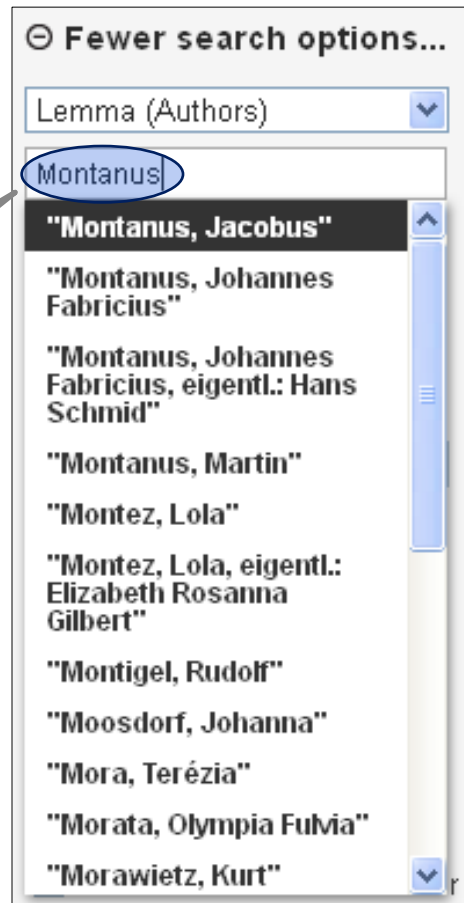 ⊖ Fewer search options...
Lemma (Authors)
Montanus
"Montanus, Jacobus"
"Montanus, Johannes
Fabricius"
"Montanus, Johannes
Fabricius, eigentl.: Hans
Schmid"
"Montanus, Martin"
"Montez, Lola"
"Montez, Lola, eigentl.:
Elizabeth Rosanna
Gilbert"
"Montigel, Rudolf"
"Moosdorf, Johanna"
"Mora, Terézia"
"Morata, Olympia Fulvia"
"Morawietz, Kurt"
r